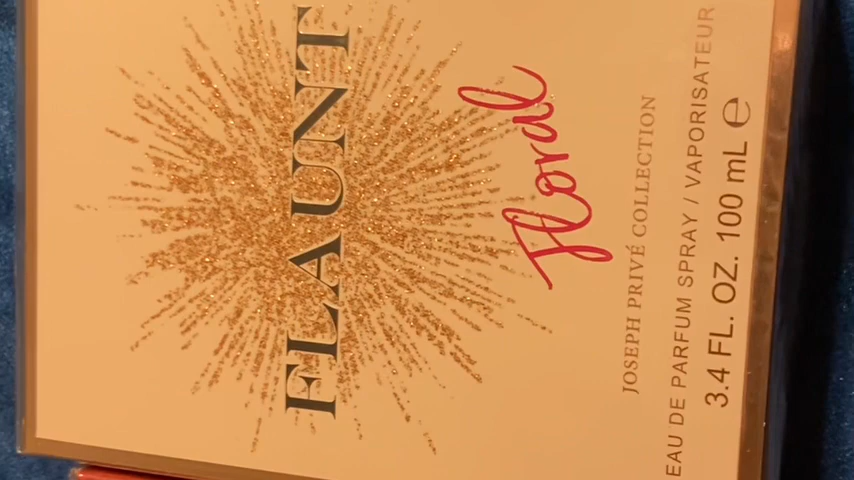 FLAUNT
Floral
JOSEPH PRIVÉ COLLECTION
EAU DE PARFUM SPRAY / VAPORISATEUR
3.4 FL. OZ. 100 mL ℮